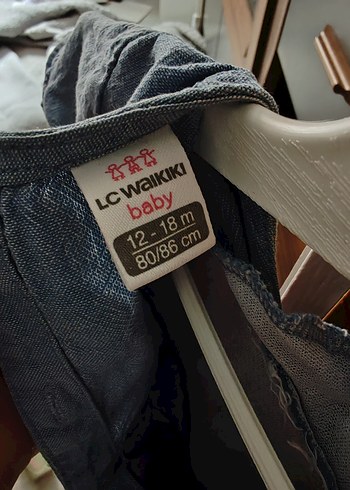 LC WAIKIKI
baby
12 - 18 m
80/86 cm